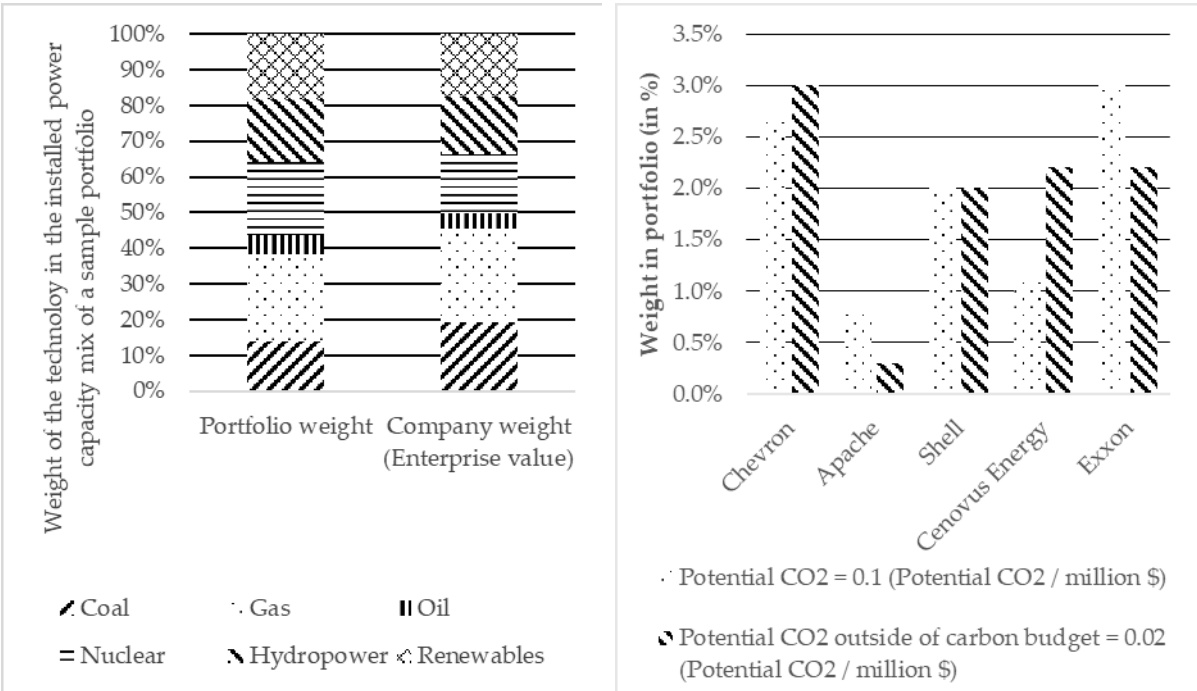 Weight of the technoloy in the installed power
capacity mix of a sample portfolio
100%
90%
80%
70%
60%
50%
40%
30%
20%
10%
0%
Portfolio weight
Company weight
(Enterprise value)
Coal
Gas
Oil
Nuclear
Hydropower
Renewables
Weight in portfolio (in %)
3.5%
3.0%
2.5%
2.0%
1.5%
1.0%
0.5%
0.0%
Chevron
Apache
Shell
Cenovus Energy
Exxon
Potential CO2 = 0.1 (Potential CO2 / million $)
Potential CO2 outside of carbon budget = 0.02
(Potential CO2 / million $)